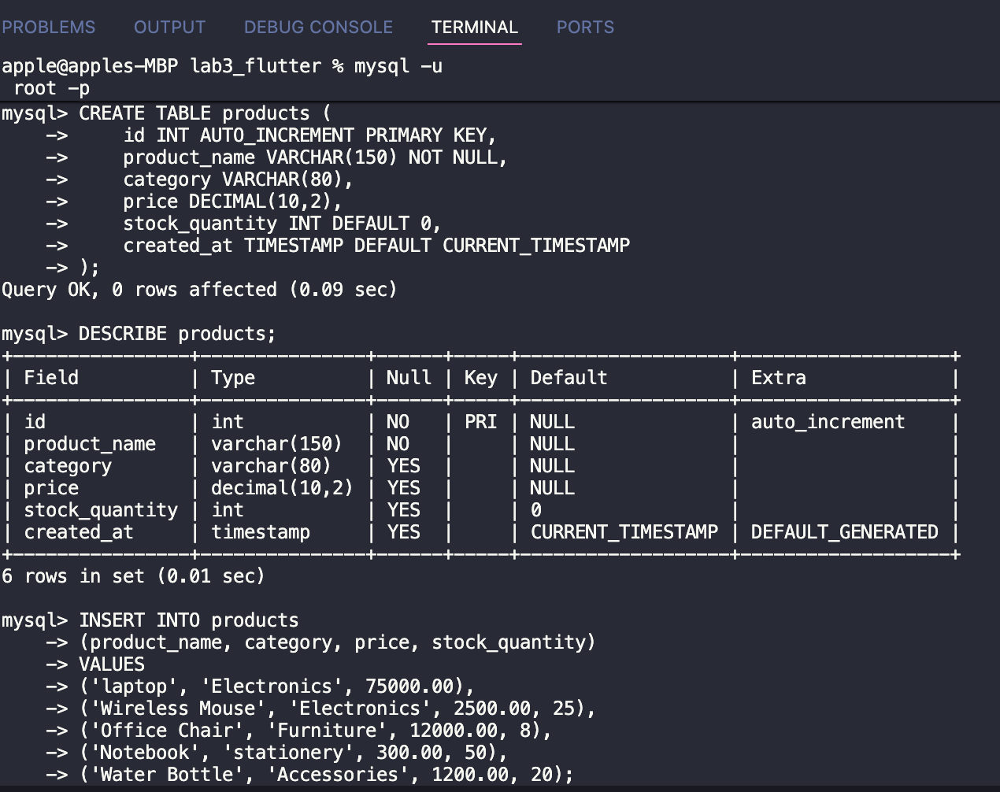 PROBLEMS OUTPUT DEBUG CONSOLE TERMINAL PORTS
apple@apples-MBP lab3_flutter % mysql -u
 root -p
mysql> CREATE TABLE products (
    ->     id INT AUTO_INCREMENT PRIMARY KEY,
    ->     product_name VARCHAR(150) NOT NULL,
    ->     category VARCHAR(80),
    ->     price DECIMAL(10,2),
    ->     stock_quantity INT DEFAULT 0,
    ->     created_at TIMESTAMP DEFAULT CURRENT_TIMESTAMP
    -> );
Query OK, 0 rows affected (0.09 sec)

mysql> DESCRIBE products;
+----------------+---------------+------+-----+-------------------+-------------------+
| Field          | Type          | Null | Key | Default           | Extra             |
+----------------+---------------+------+-----+-------------------+-------------------+
| id             | int           | NO   | PRI | NULL              | auto_increment    |
| product_name   | varchar(150)  | NO   |     | NULL              |                   |
| category       | varchar(80)   | YES  |     | NULL              |                   |
| price          | decimal(10,2) | YES  |     | NULL              |                   |
| stock_quantity | int           | YES  |     | 0                 |                   |
| created_at     | timestamp     | YES  |     | CURRENT_TIMESTAMP | DEFAULT_GENERATED |
+----------------+---------------+------+-----+-------------------+-------------------+
6 rows in set (0.01 sec)

mysql> INSERT INTO products
    -> (product_name, category, price, stock_quantity)
    -> VALUES
    -> ('laptop', 'Electronics', 75000.00),
    -> ('Wireless Mouse', 'Electronics', 2500.00, 25),
    -> ('Office Chair', 'Furniture', 12000.00, 8),
    -> ('Notebook', 'stationery', 300.00, 50),
    -> ('Water Bottle', 'Accessories', 1200.00, 20);